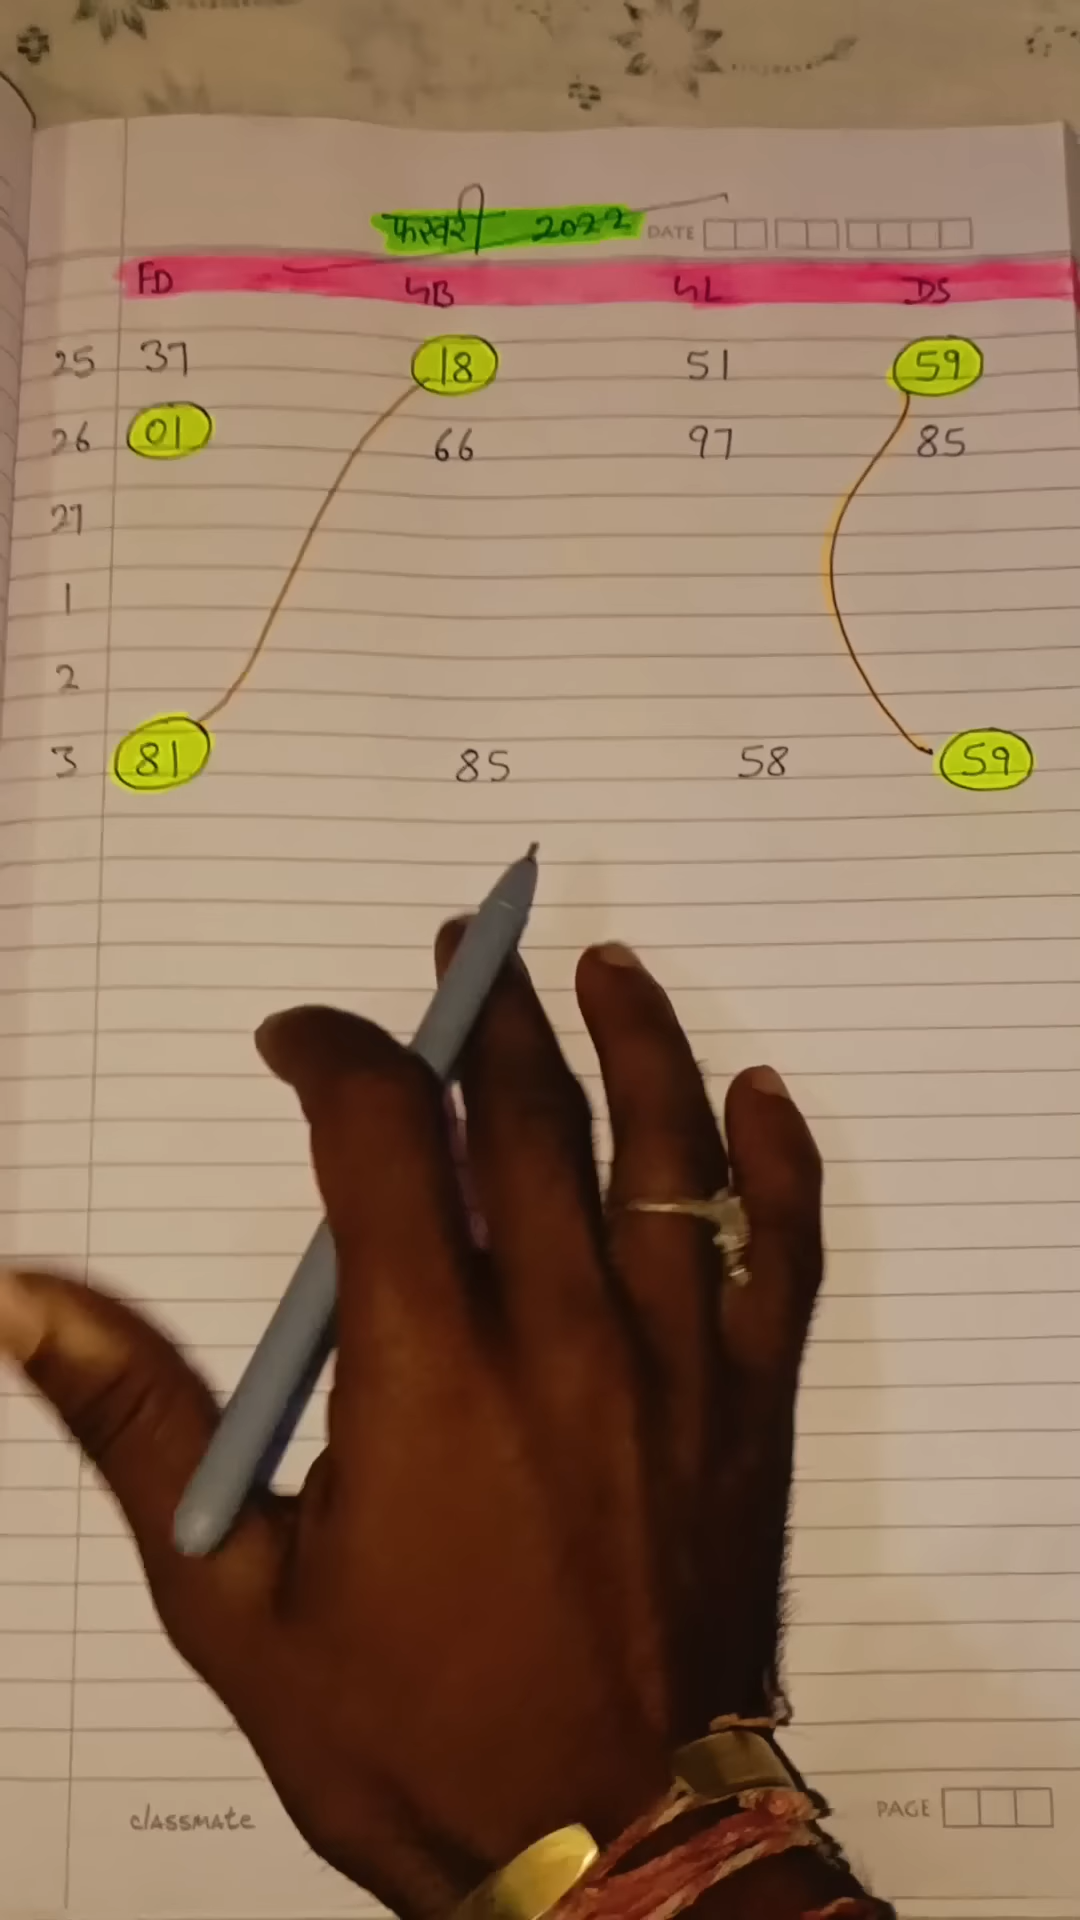 फरवरी 2022 DATE
FD GB GL DS
25 37 18 51 59
26 01 66 97 85
27
1
2
3 81 85 58 59
classmate PAGE